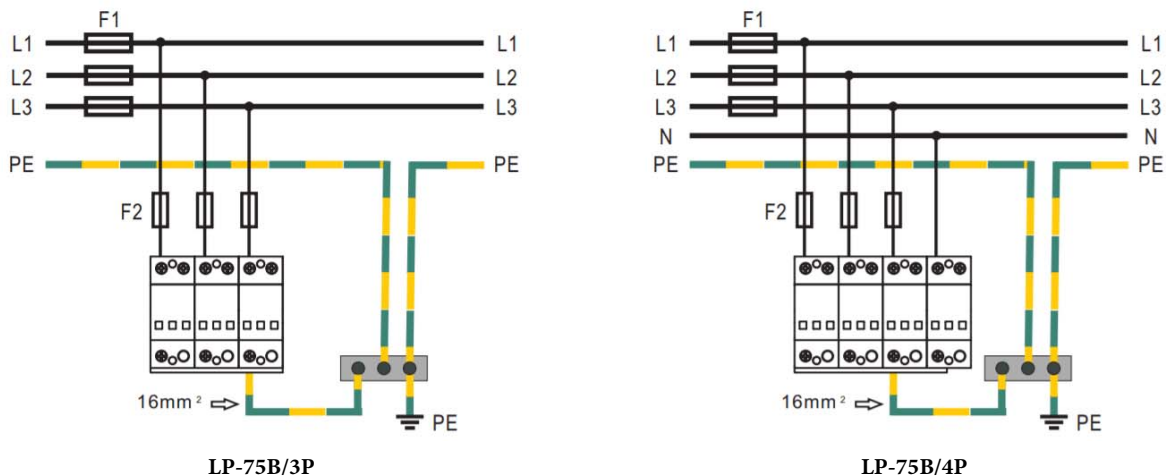 F1
L1 L1
L2 L2
L3 L3
PE PE
F2
16mm²
PE
LP-75B/3P
F1
L1 L1
L2 L2
L3 L3
N N
PE PE
F2
16mm²
PE
LP-75B/4P